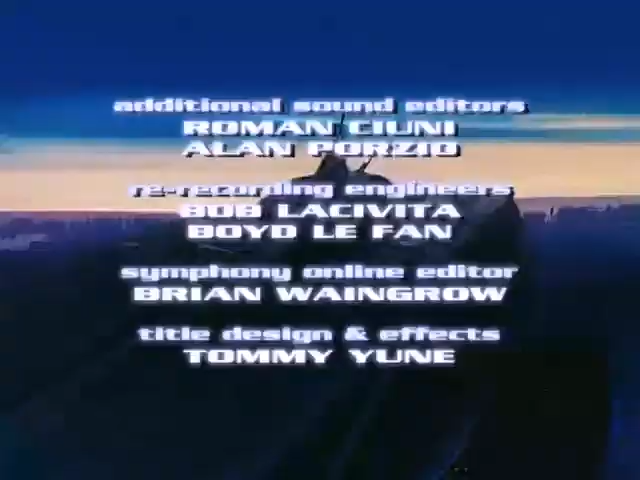 additional sound editors
ROMAN CIUNI
ALAN PORZIO
re-recording engineers
BOB LACIVITA
BOYD LE FAN
symphony online editor
BRIAN WAINGROW
title design & effects
TOMMY YUNE